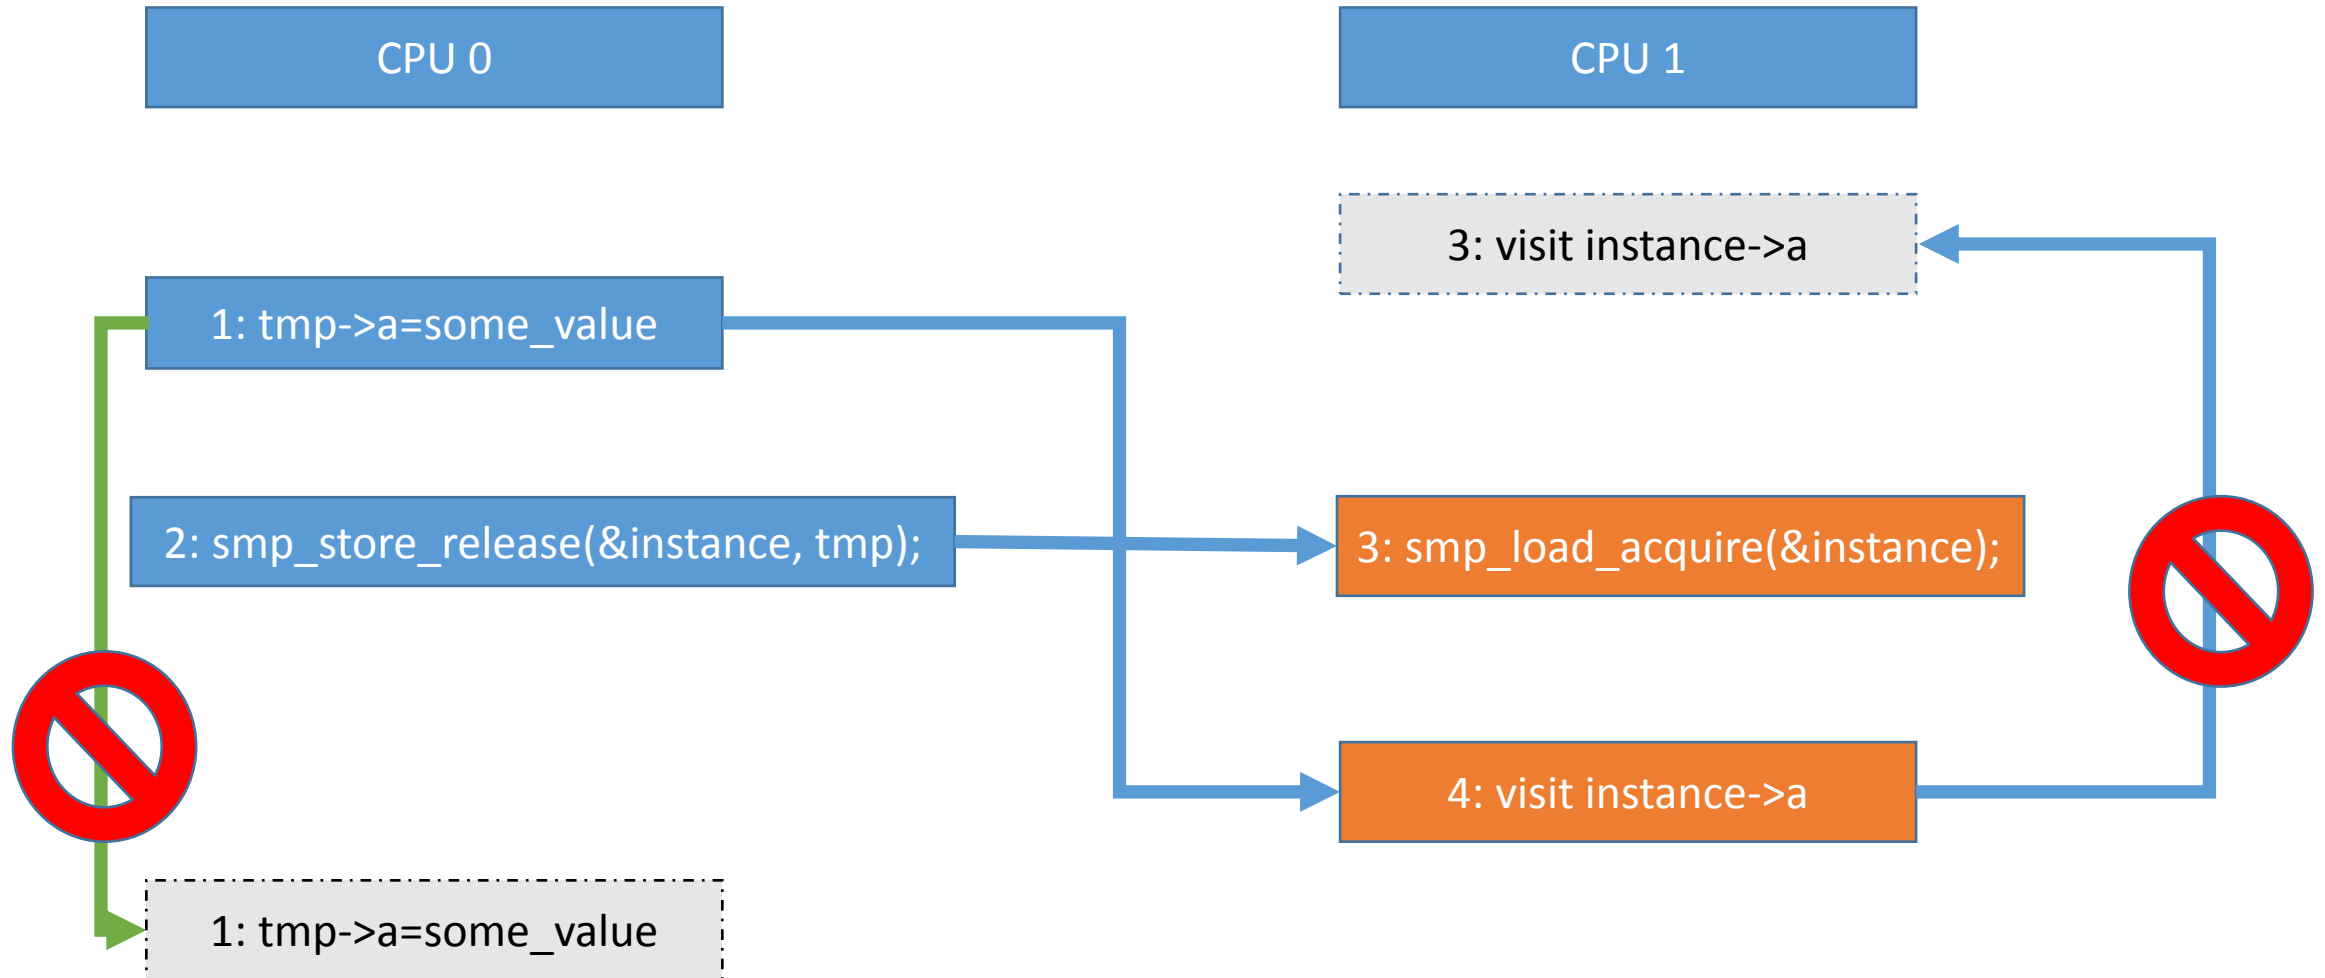 CPU 0
CPU 1
3: visit instance->a
1: tmp->a=some_value
2: smp_store_release(&instance, tmp);
3: smp_load_acquire(&instance);
4: visit instance->a
1: tmp->a=some_value